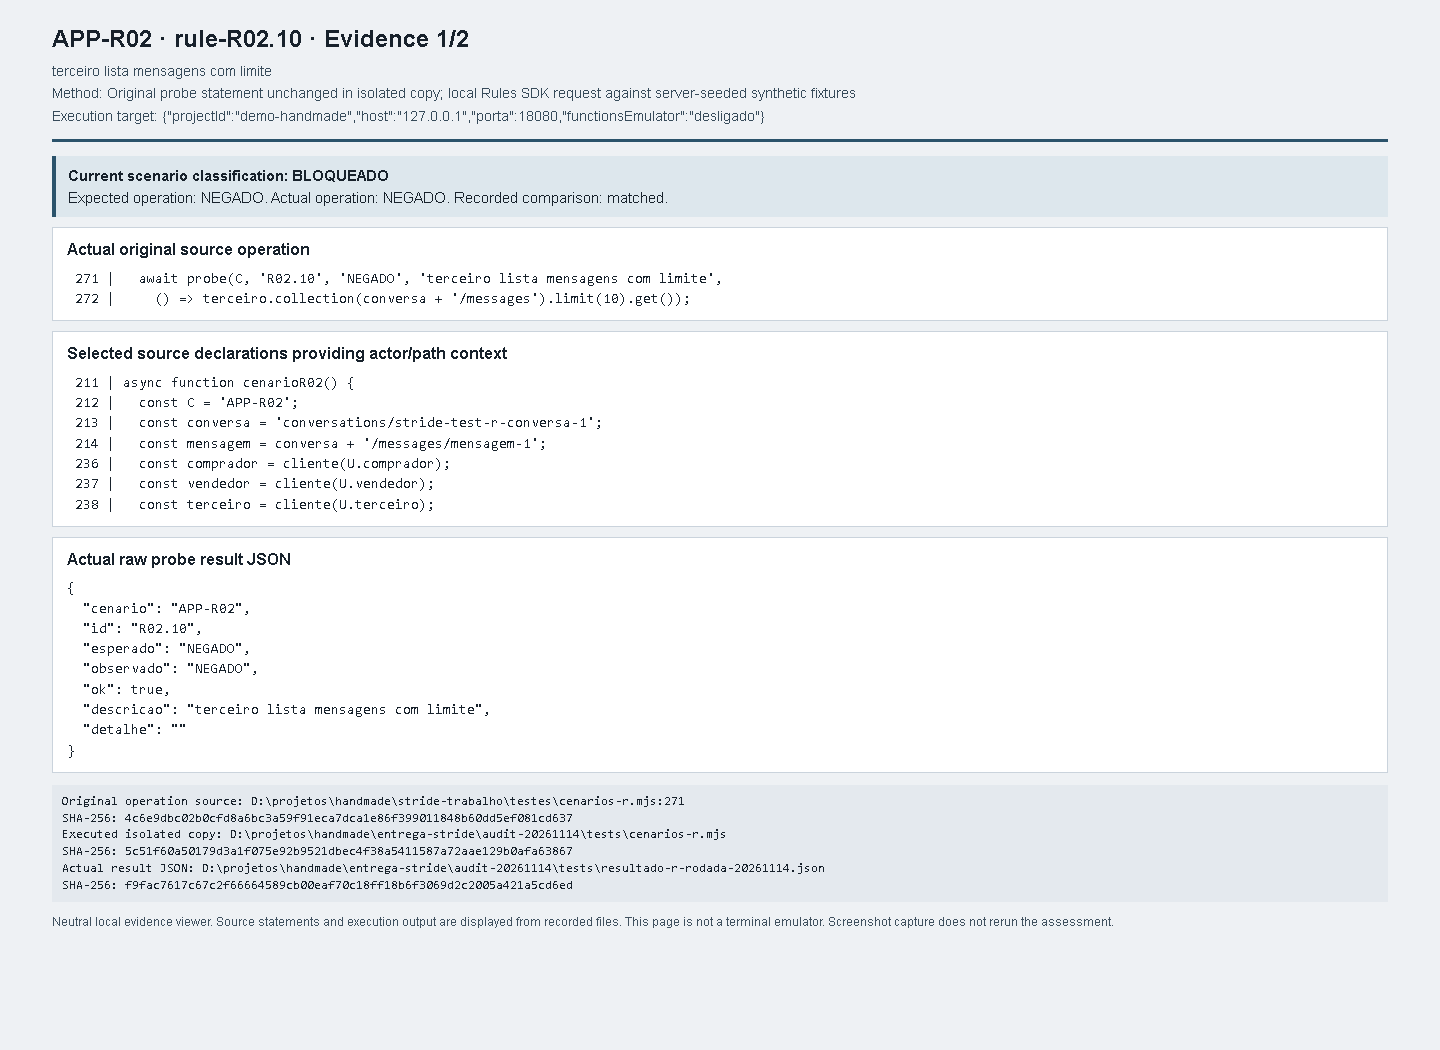 APP-R02 · rule-R02.10 · Evidence 1/2
terceiro lista mensagens com limite
Method: Original probe statement unchanged in isolated copy; local Rules SDK request against server-seeded synthetic fixtures
Execution target: {"projectId":"demo-handmade","host":"127.0.0.1","porta":18080,"functionsEmulator":"desligado"}
Current scenario classification: BLOQUEADO
Expected operation: NEGADO. Actual operation: NEGADO. Recorded comparison: matched.
Actual original source operation
271 |   await probe(C, 'R02.10', 'NEGADO', 'terceiro lista mensagens com limite',
272 |     () => terceiro.collection(conversa + '/messages').limit(10).get());
Selected source declarations providing actor/path context
211 | async function cenarioR02() {
212 |   const C = 'APP-R02';
213 |   const conversa = 'conversations/stride-test-r-conversa-1';
214 |   const mensagem = conversa + '/messages/mensagem-1';
236 |   const comprador = cliente(U.comprador);
237 |   const vendedor = cliente(U.vendedor);
238 |   const terceiro = cliente(U.terceiro);
Actual raw probe result JSON
{
  "cenario": "APP-R02",
  "id": "R02.10",
  "esperado": "NEGADO",
  "observado": "NEGADO",
  "ok": true,
  "descricao": "terceiro lista mensagens com limite",
  "detalhe": ""
}
Original operation source: D:\projetos\handmade\stride-trabalho\testes\cenarios-r.mjs:271
SHA-256: 4c6e9dbc02b0cfd8a6bc3a59f91eca7dca1e86f399011848b60dd5ef081cd637
Executed isolated copy: D:\projetos\handmade\entrega-stride\audit-20261114\tests\cenarios-r.mjs
SHA-256: 5c51f60a50179d3a1f075e92b9521dbec4f38a5411587a72aae129b0afa63867
Actual result JSON: D:\projetos\handmade\entrega-stride\audit-20261114\tests\resultado-r-rodada-20261114.json
SHA-256: f9fac7617c67c2f66664589cb00eaf70c18ff18b6f3069d2c2005a421a5cd6ed
Neutral local evidence viewer. Source statements and execution output are displayed from recorded files. This page is not a terminal emulator. Screenshot capture does not rerun the assessment.